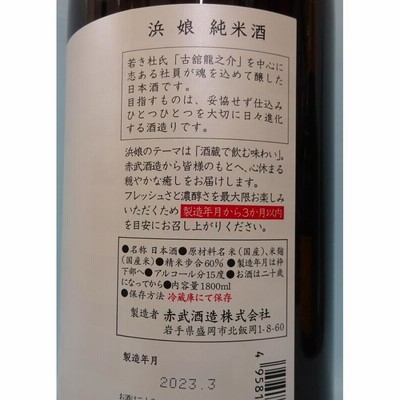 浜娘 純米酒
若き杜氏「古舘龍之介」を中心に
志ある社員が魂を込めて醸した
日本酒です。
目指すものは、妥協せず仕込み
ひとつひとつを大切に日々進化
する酒造りです。
浜娘のテーマは「酒蔵で飲む味わい」。
赤武酒造から皆様のもとへ、心休まる
穏やかな癒しをお届けします。
フレッシュさと濃醇さを最大限お楽しみ
いただくため 製造年月から3か月以内
を目安にお召し上がりください。
●名称 日本酒●原材料名 米(国産)、米麹
(国産米)●精米歩合60%●製造年月は枠
下部へ●アルコール分15度●お酒は二十歳
になってから●内容量1800ml
●保存方法 冷蔵庫にて保存
製造者 赤武酒造株式会社
岩手県盛岡市北飯岡1-8-60
製造年月
2023.3
4 9581